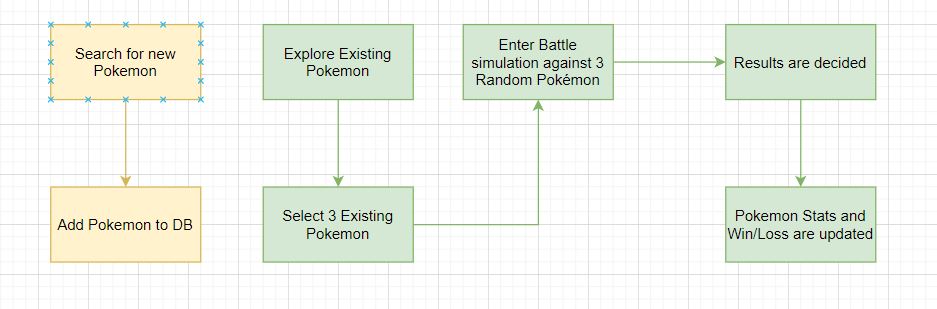 Search for new
Pokemon
Add Pokemon to DB
Explore Existing
Pokemon
Select 3 Existing
Pokemon
Enter Battle
simulation against 3
Random Pokémon
Results are decided
Pokemon Stats and
Win/Loss are updated